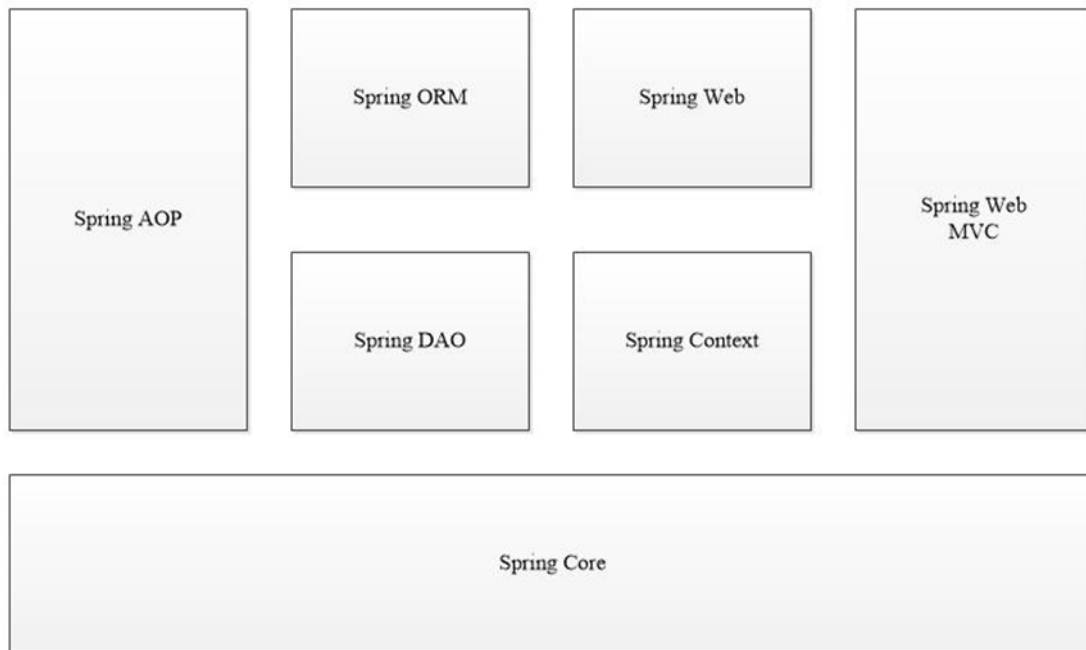 Spring ORM
Spring Web
Spring AOP
Spring Web
MVC
Spring DAO
Spring Context
Spring Core